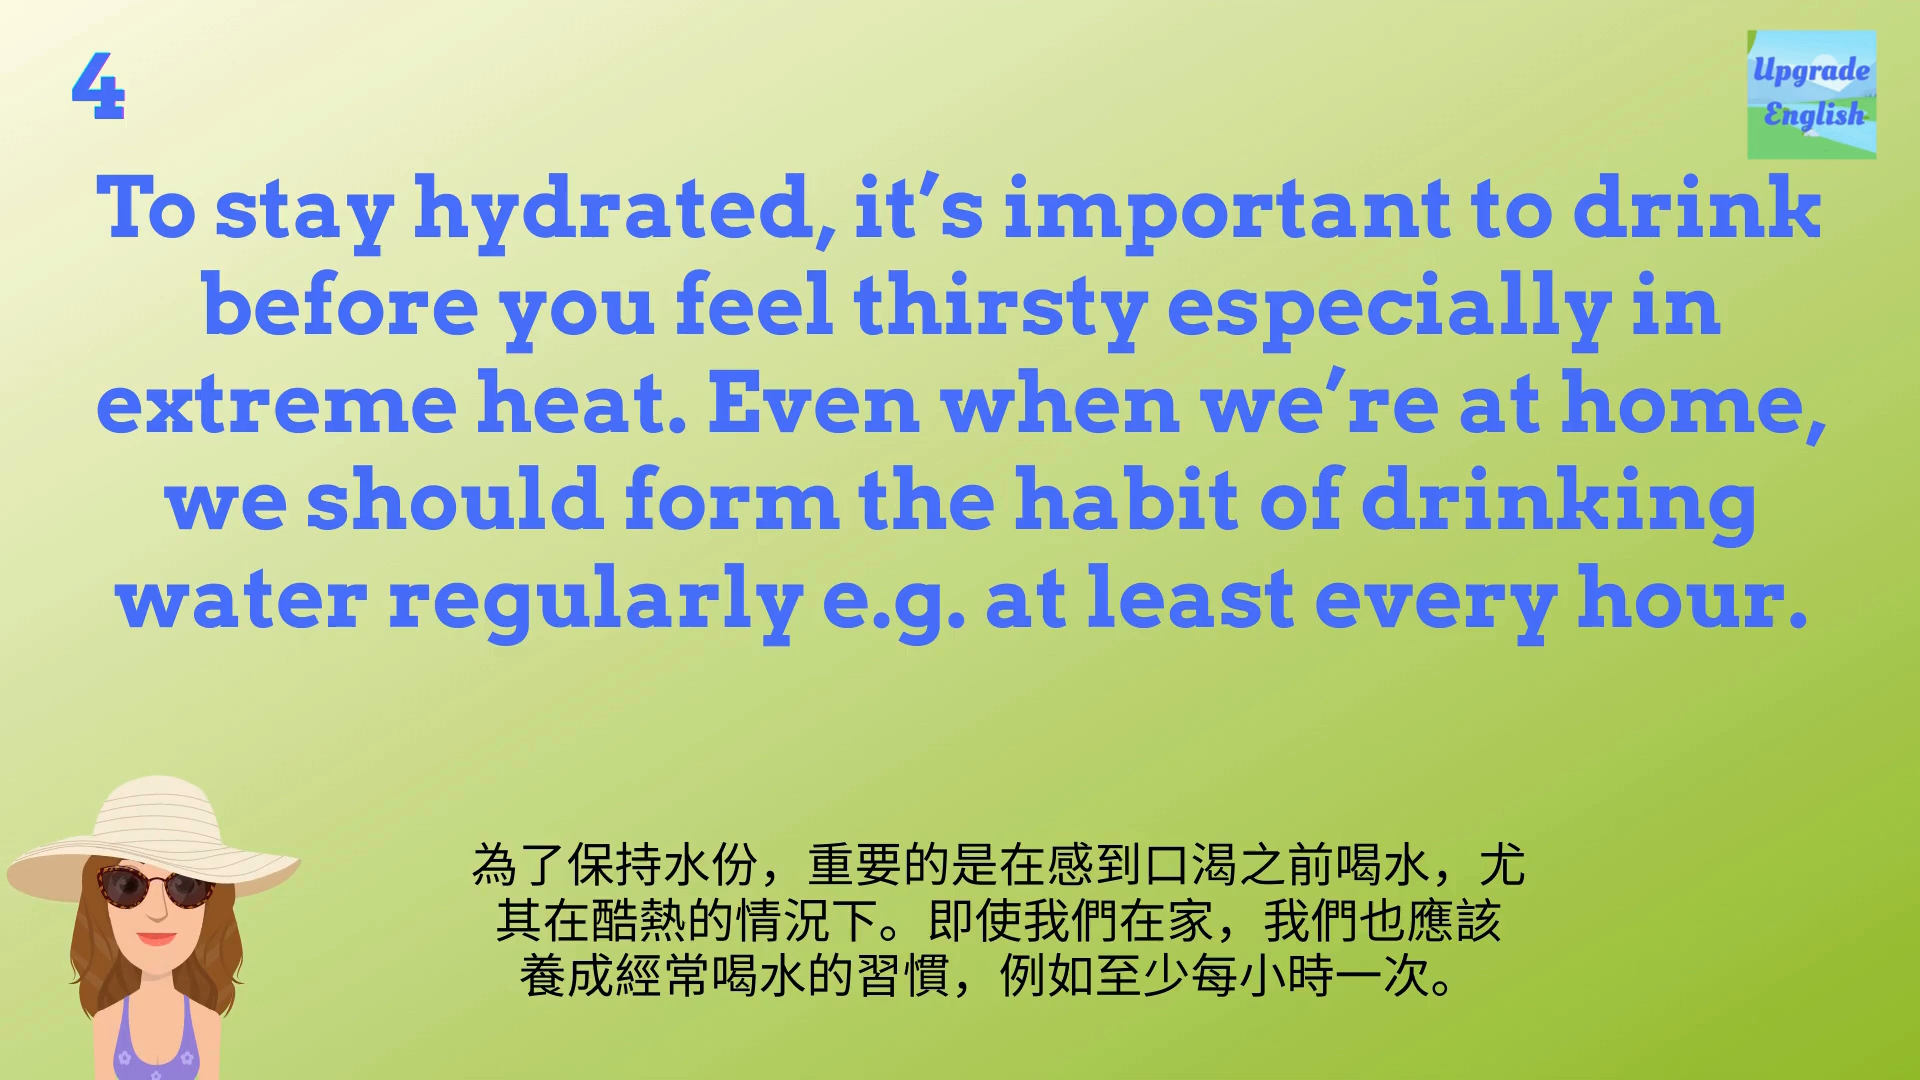 4
Upgrade
English
To stay hydrated, it’s important to drink
before you feel thirsty especially in
extreme heat. Even when we’re at home,
we should form the habit of drinking
water regularly e.g. at least every hour.
為了保持水份，重要的是在感到口渴之前喝水，尤
其在酷熱的情況下。即使我們在家，我們也應該
養成經常喝水的習慣，例如至少每小時一次。